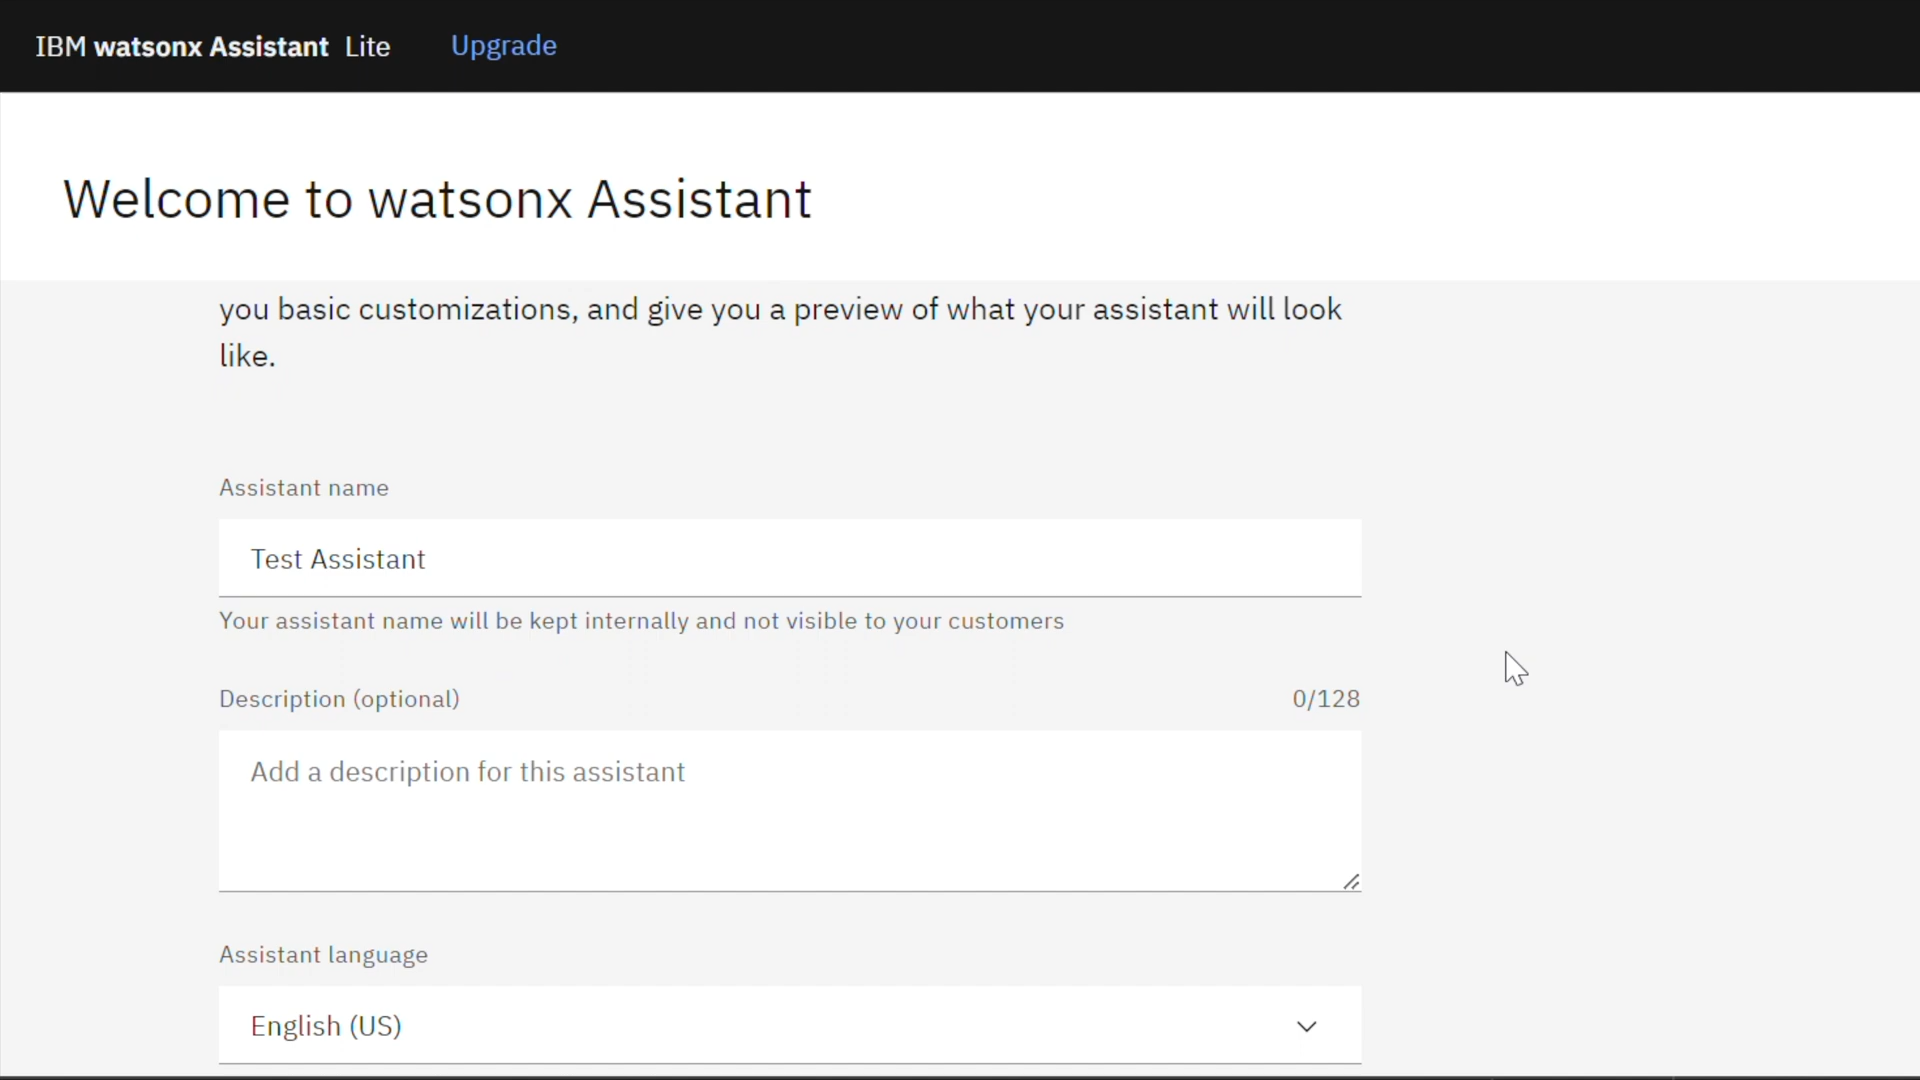 IBM watsonx Assistant Lite Upgrade
Welcome to watsonx Assistant
you basic customizations, and give you a preview of what your assistant will look
like.
Assistant name
Test Assistant
Your assistant name will be kept internally and not visible to your customers
Description (optional) 0/128
Add a description for this assistant
Assistant language
English (US)